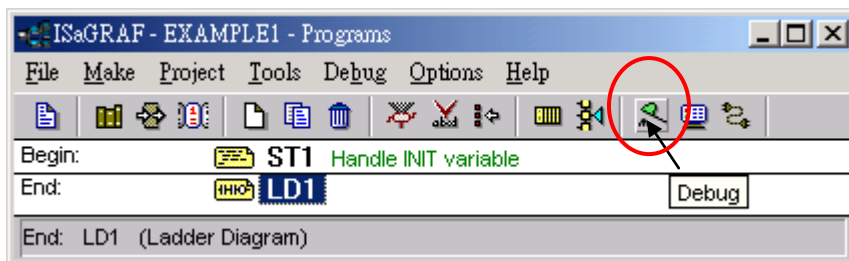 ISaGRAF - EXAMPLE1 - Programs
File Make Project Tools Debug Options Help
Begin: ST1 Handle INIT variable
End: LD1
Debug
End: LD1 (Ladder Diagram)